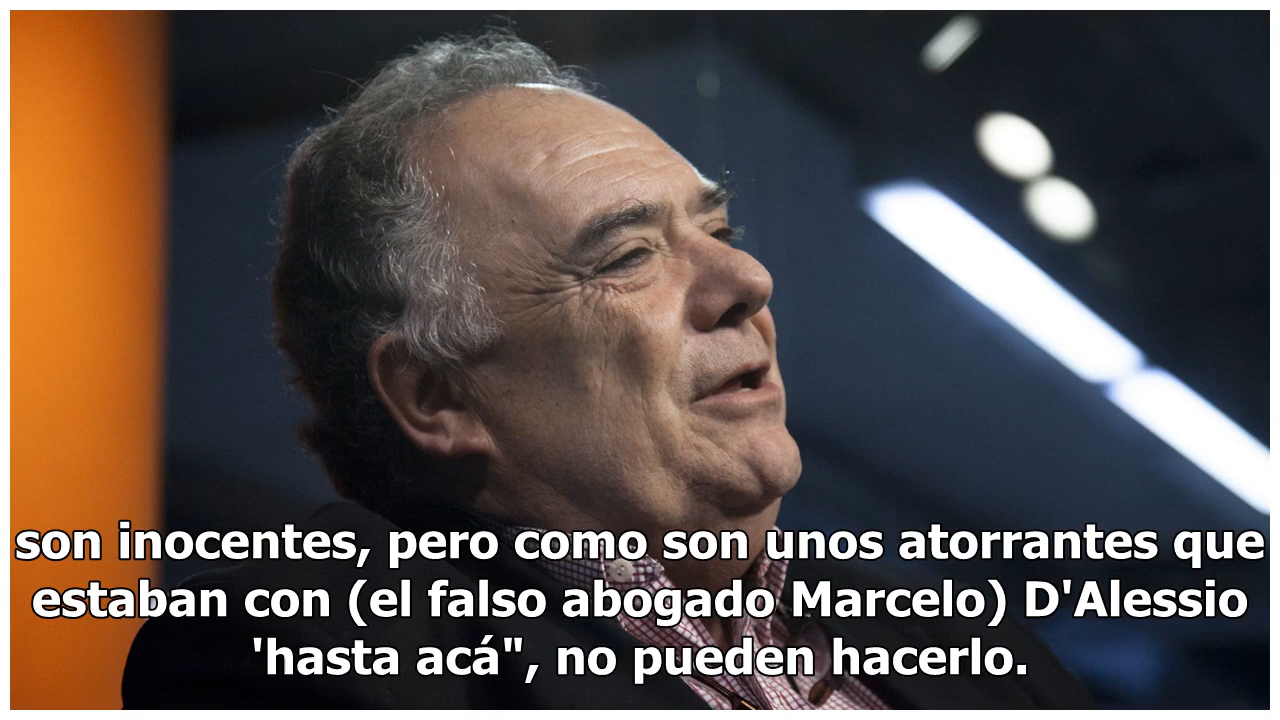 son inocentes, pero como son unos atorrantes que
estaban con (el falso abogado Marcelo) D'Alessio
'hasta acá", no pueden hacerlo.